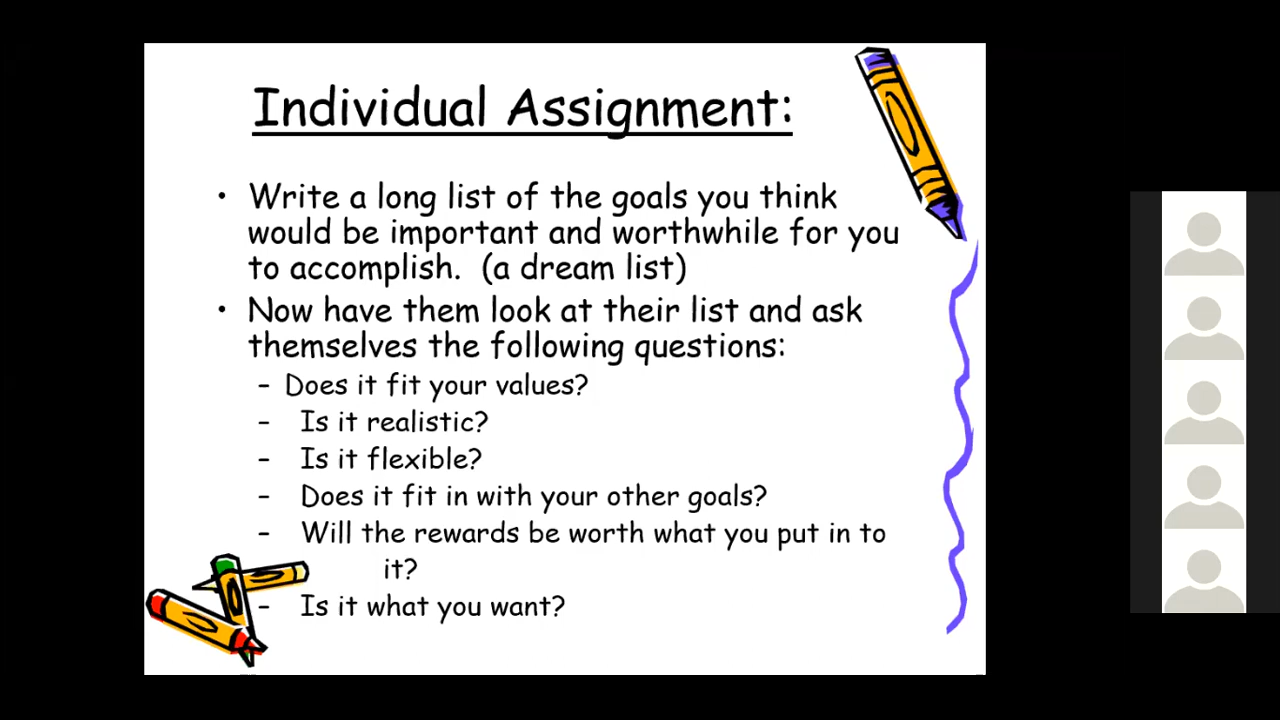 Individual Assignment:
• Write a long list of the goals you think
would be important and worthwhile for you
to accomplish. (a dream list)
• Now have them look at their list and ask
themselves the following questions:
– Does it fit your values?
– Is it realistic?
– Is it flexible?
– Does it fit in with your other goals?
– Will the rewards be worth what you put in to
it?
– Is it what you want?